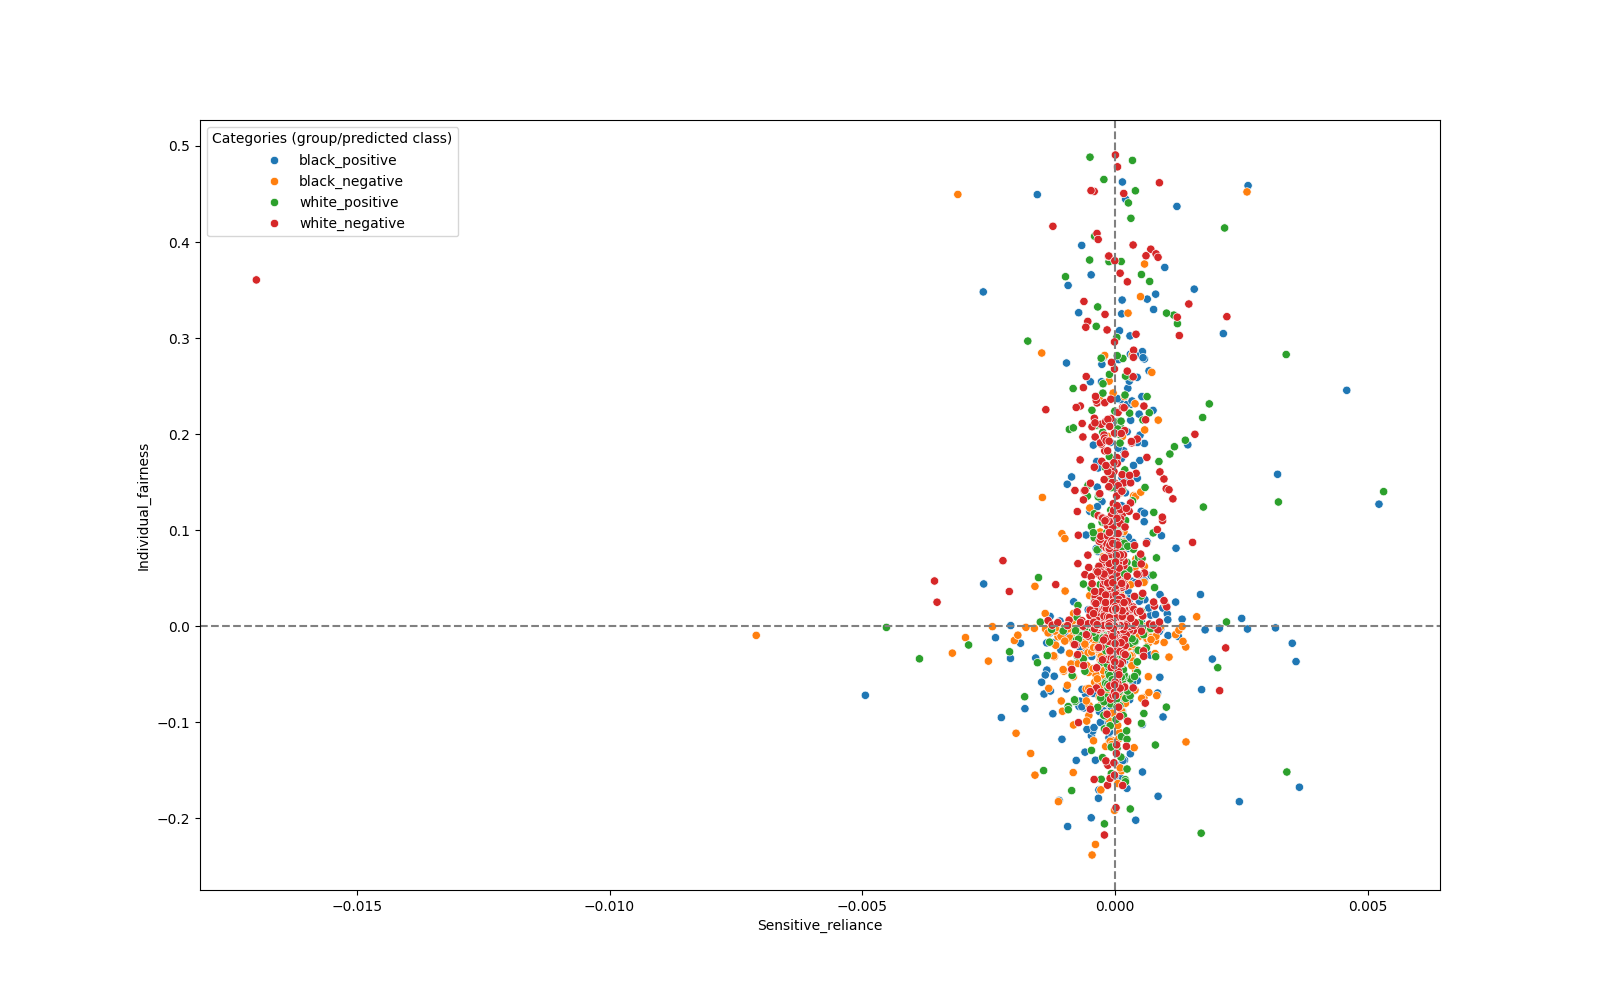 Categories (group/predicted class)
black_positive
black_negative
white_positive
white_negative
0.5
0.4
0.3
0.2
0.1
0.0
−0.1
−0.2
Individual_fairness
−0.015
−0.010
−0.005
0.000
0.005
Sensitive_reliance